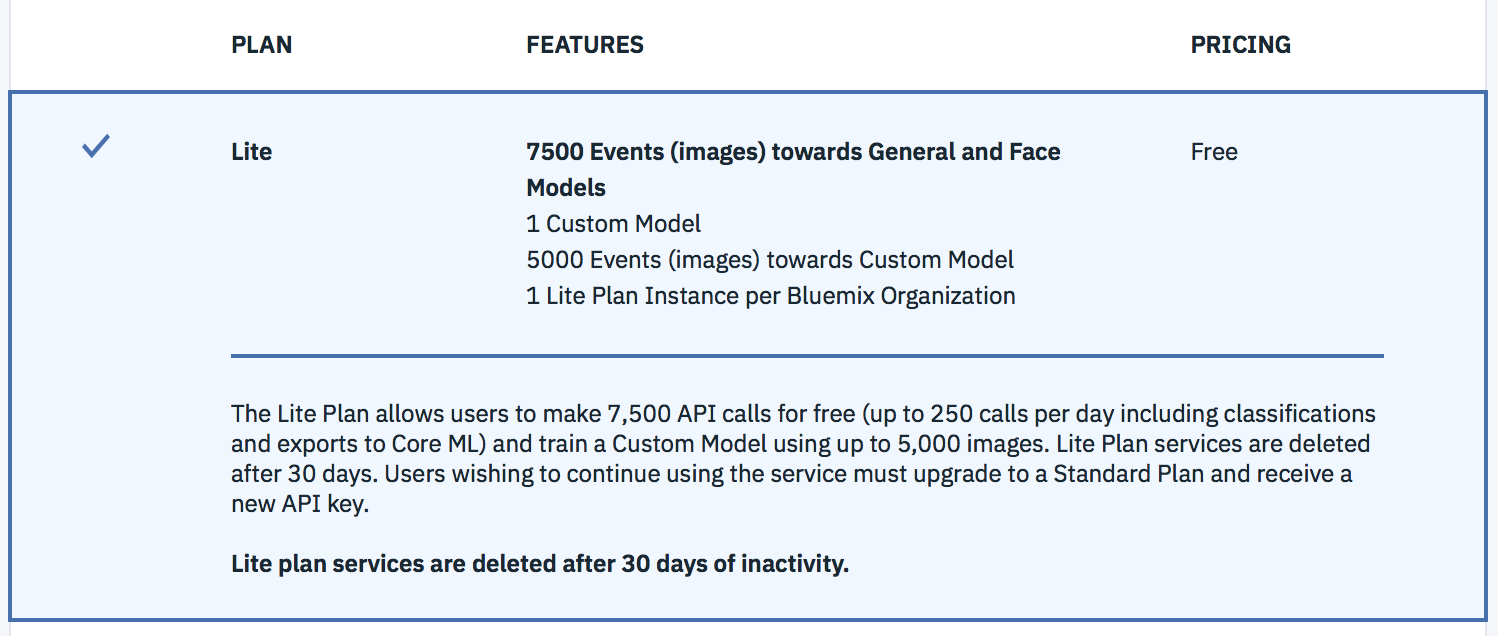 PLAN FEATURES PRICING
Lite 7500 Events (images) towards General and Face Free
Models
1 Custom Model
5000 Events (images) towards Custom Model
1 Lite Plan Instance per Bluemix Organization
The Lite Plan allows users to make 7,500 API calls for free (up to 250 calls per day including classifications
and exports to Core ML) and train a Custom Model using up to 5,000 images. Lite Plan services are deleted
after 30 days. Users wishing to continue using the service must upgrade to a Standard Plan and receive a
new API key.
Lite plan services are deleted after 30 days of inactivity.